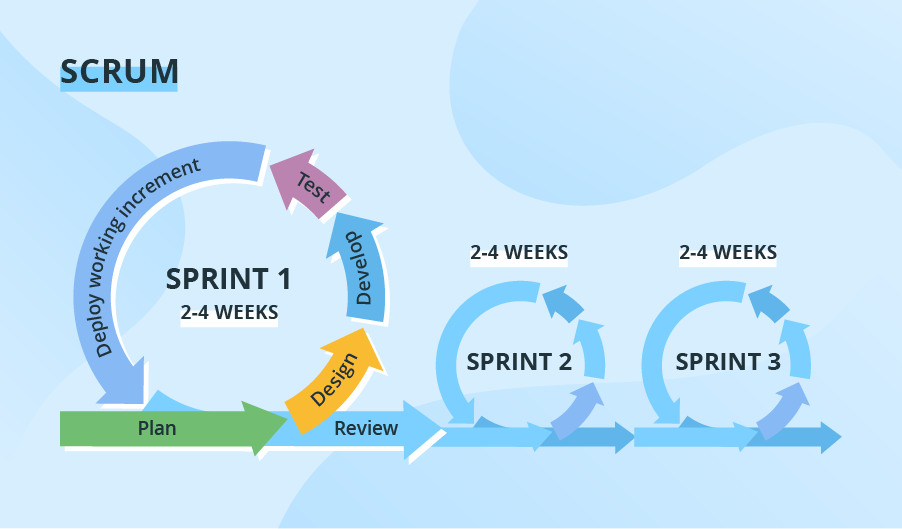 SCRUM
Deploy working increment
Test
Develop
SPRINT 1
2-4 WEEKS
Design
Plan
Review
2-4 WEEKS
SPRINT 2
2-4 WEEKS
SPRINT 3